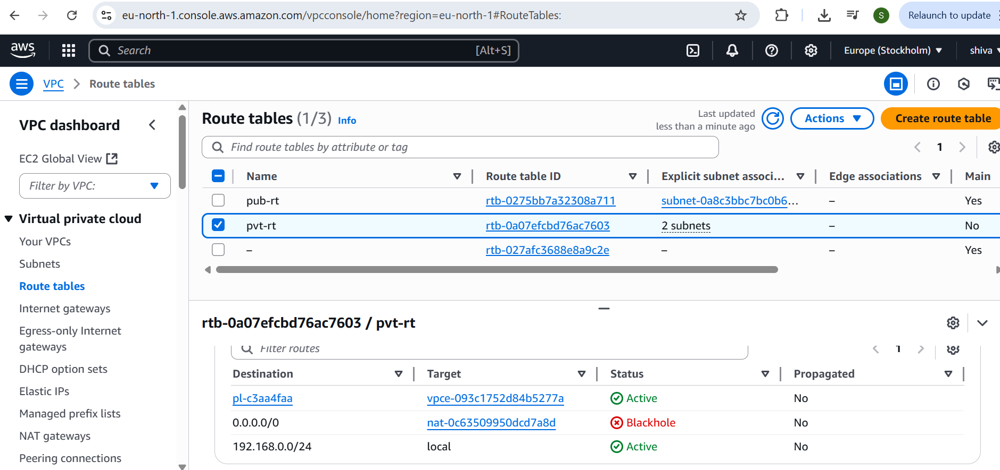 eu-north-1.console.aws.amazon.com/vpcconsole/home?region=eu-north-1#RouteTables:
S
Relaunch to update
aws
Search
[Alt+S]
Europe (Stockholm)
shiva
VPC
Route tables
VPC dashboard
EC2 Global View
Filter by VPC:
Virtual private cloud
Your VPCs
Subnets
Route tables
Internet gateways
Egress-only Internet
gateways
DHCP option sets
Elastic IPs
Managed prefix lists
NAT gateways
Peering connections
Route tables (1/3) Info
Last updated
less than a minute ago
Actions
Create route table
Find route tables by attribute or tag
1
Name Route table ID Explicit subnet associ... Edge associations Main
pub-rt rtb-0275bb7a32308a711 subnet-0a8c3bbc7bc0b6... – Yes
pvt-rt rtb-0a07efcbd76ac7603 2 subnets – No
– rtb-027afc3688e8a9c2e – – Yes
rtb-0a07efcbd76ac7603 / pvt-rt
Filter routes
1
Destination Target Status Propagated
pl-c3aa4faa vpce-093c1752d84b5277a Active No
0.0.0.0/0 nat-0c63509950dcd7a8d Blackhole No
192.168.0.0/24 local Active No